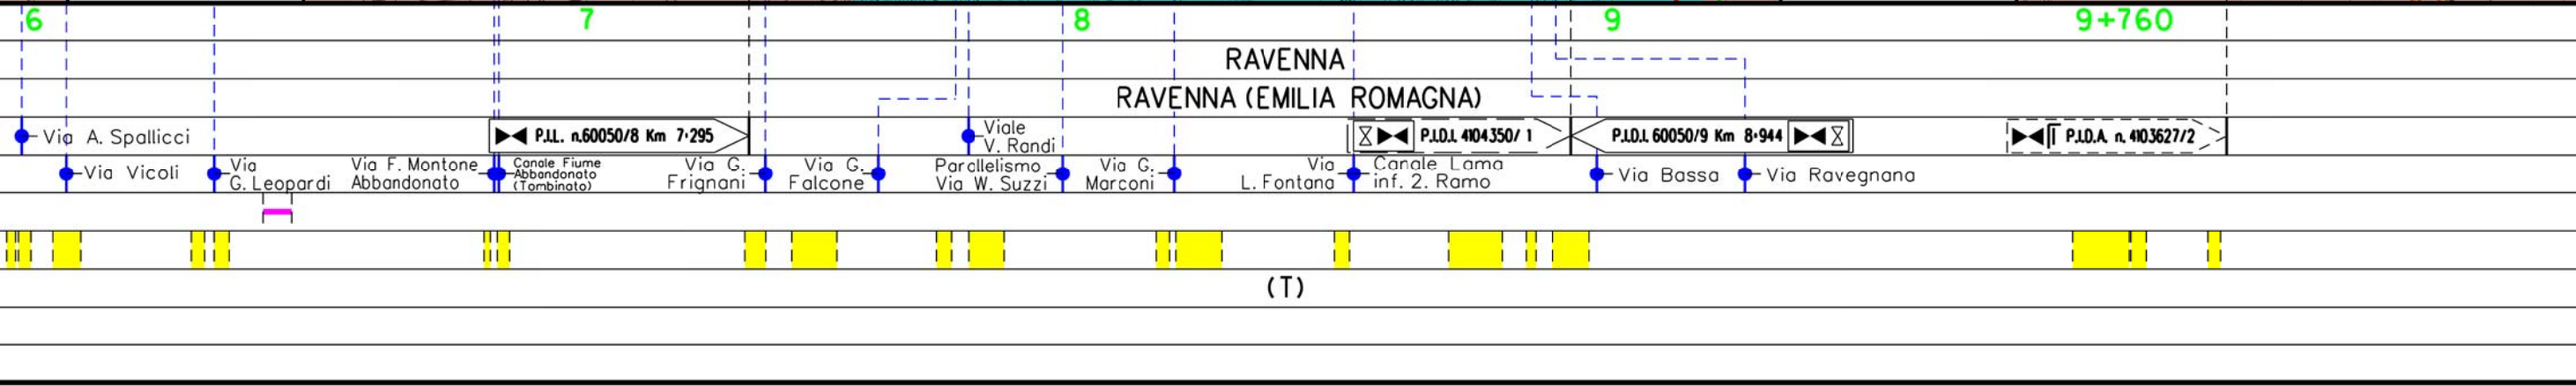 6 7 8 9 9+760
RAVENNA
RAVENNA (EMILIA ROMAGNA)
Via A. Spallicci
P.I.L. n.60050/8 Km 7+295
Viale
V. Randi
P.I.D.I. 4104350/1
P.I.D.I. 60050/9 Km 8+944
P.I.D.A. n. 4103627/2
Via Vicoli
Via
G. Leopardi
Via F. Montone
Abbandonato
Canale Fiume
Abbandonato
(Tombinato)
Via G.
Frignani
Via G.
Falcone
Parallelismo
Via W. Suzzi
Via G.
Marconi
Via
L. Fontana
Canale Lama
inf. 2. Ramo
Via Bassa
Via Ravegnana
(T)